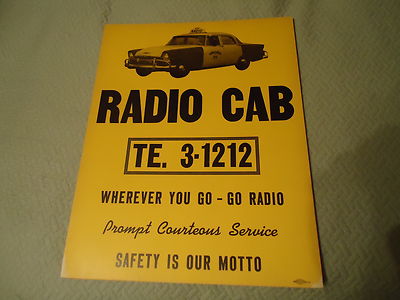 RADIO CAB
TE. 3-1212
WHEREVER YOU GO - GO RADIO
Prompt Courteous Service
SAFETY IS OUR MOTTO